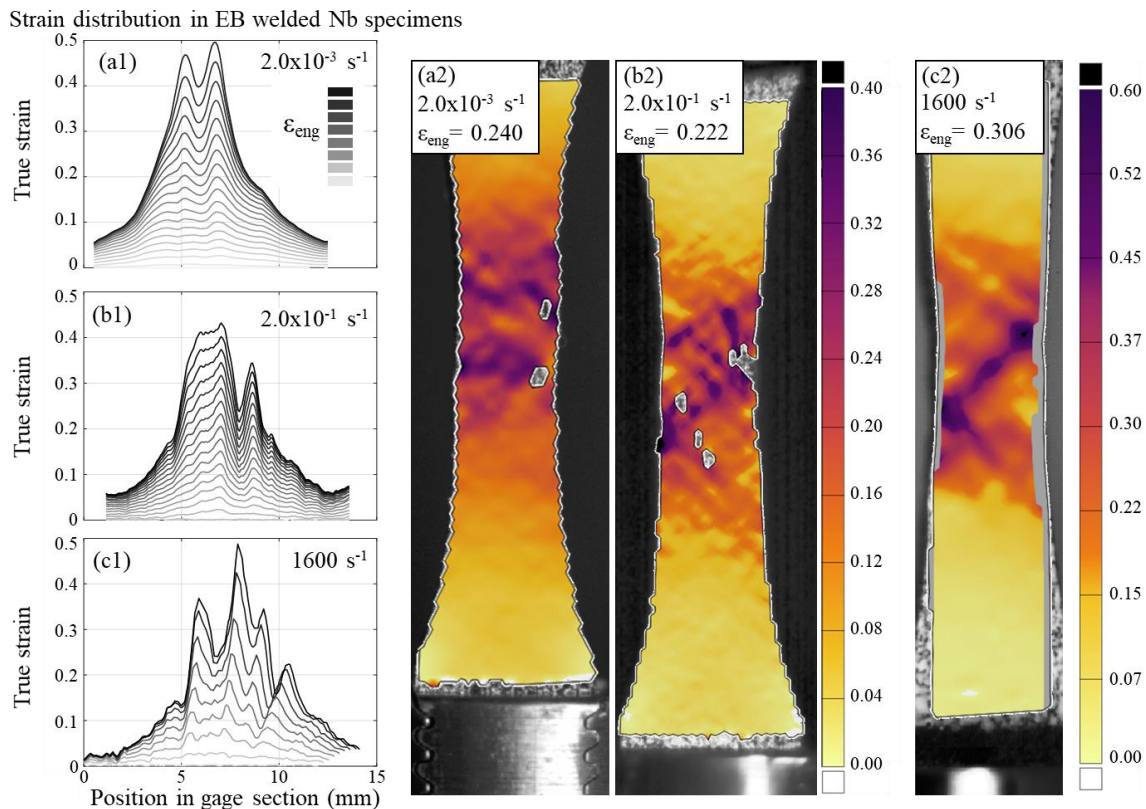 Strain distribution in EB welded Nb specimens
(a1) 2.0x10⁻³ s⁻¹
ε_eng
True strain
0.5
0.4
0.3
0.2
0.1
0
(b1) 2.0x10⁻¹ s⁻¹
True strain
0.5
0.4
0.3
0.2
0.1
0
(c1) 1600 s⁻¹
True strain
0.5
0.4
0.3
0.2
0.1
0
0 5 10 15
Position in gage section (mm)
(a2)
2.0x10⁻³ s⁻¹
ε_eng= 0.240
(b2)
2.0x10⁻¹ s⁻¹
ε_eng= 0.222
0.40
0.36
0.32
0.28
0.24
0.20
0.16
0.12
0.08
0.04
0.00
(c2)
1600 s⁻¹
ε_eng= 0.306
0.60
0.52
0.45
0.37
0.30
0.22
0.15
0.07
0.00